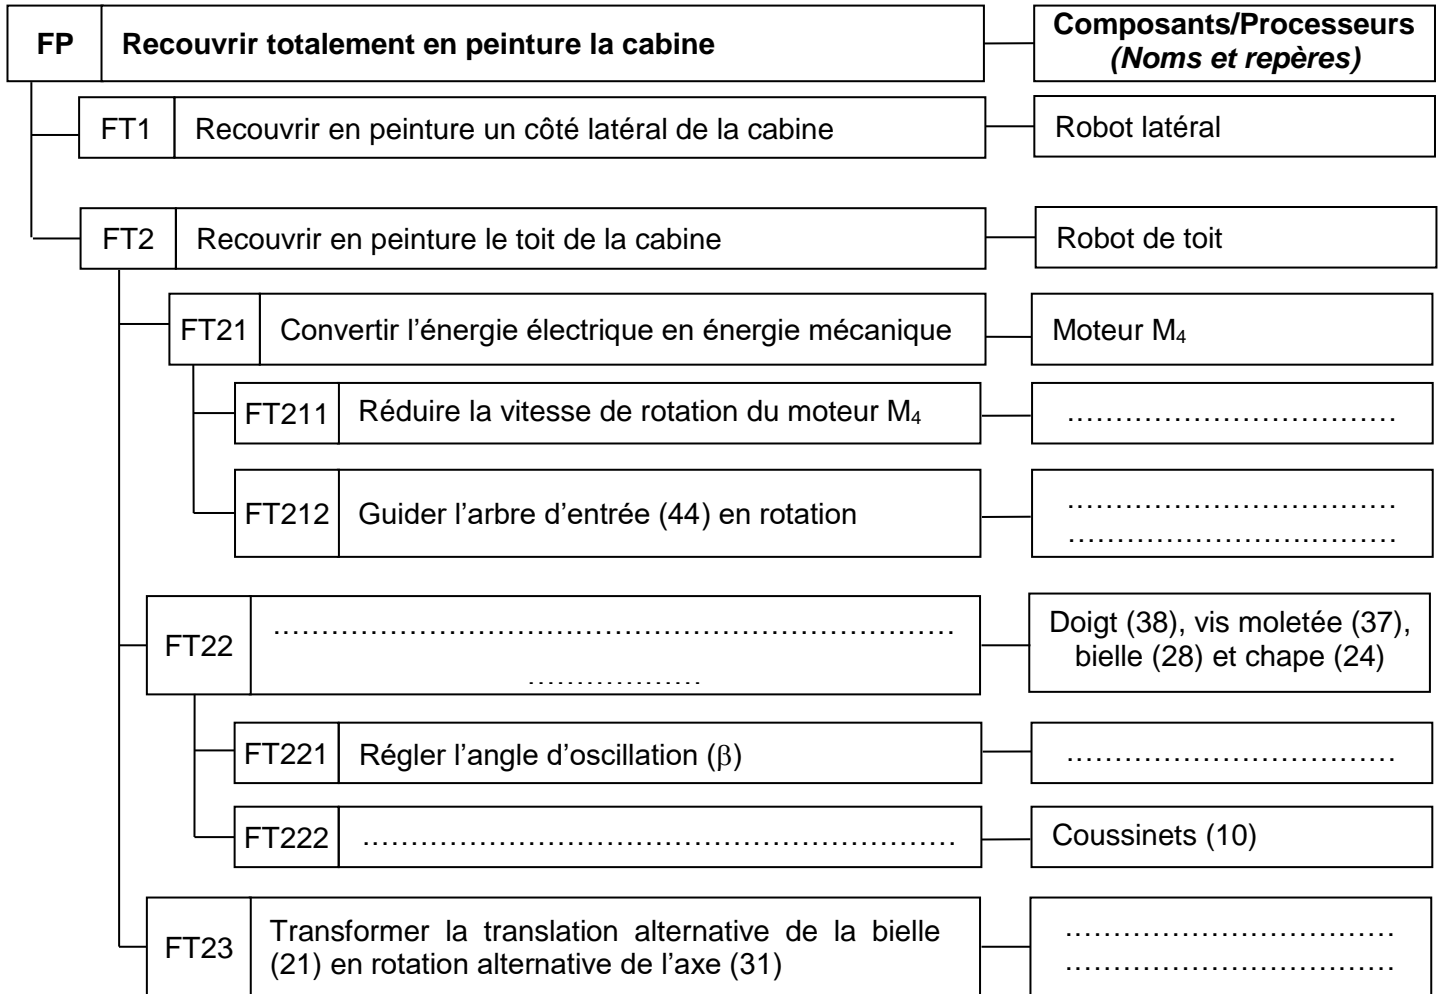 FP Recouvrir totalement en peinture la cabine Composants/Processeurs
(Noms et repères)
FT1 Recouvrir en peinture un côté latéral de la cabine Robot latéral
FT2 Recouvrir en peinture le toit de la cabine Robot de toit
FT21 Convertir l’énergie électrique en énergie mécanique Moteur M₄
FT211 Réduire la vitesse de rotation du moteur M₄ ……………………………
FT212 Guider l’arbre d’entrée (44) en rotation ……………………………
……………………………
FT22 ……………………………………………………………
………………
Doigt (38), vis moletée (37),
bielle (28) et chape (24)
FT221 Régler l’angle d’oscillation (β) ……………………………
FT222 …………………………………………………… Coussinets (10)
FT23 Transformer la translation alternative de la bielle
(21) en rotation alternative de l’axe (31)
……………………………
……………………………